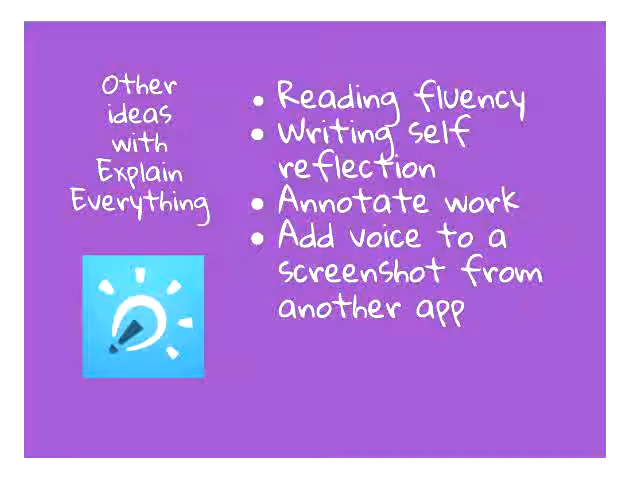 Other
ideas
with
Explain
Everything
• Reading fluency
• Writing self
reflection
• Annotate work
• Add voice to a
screenshot from
another app